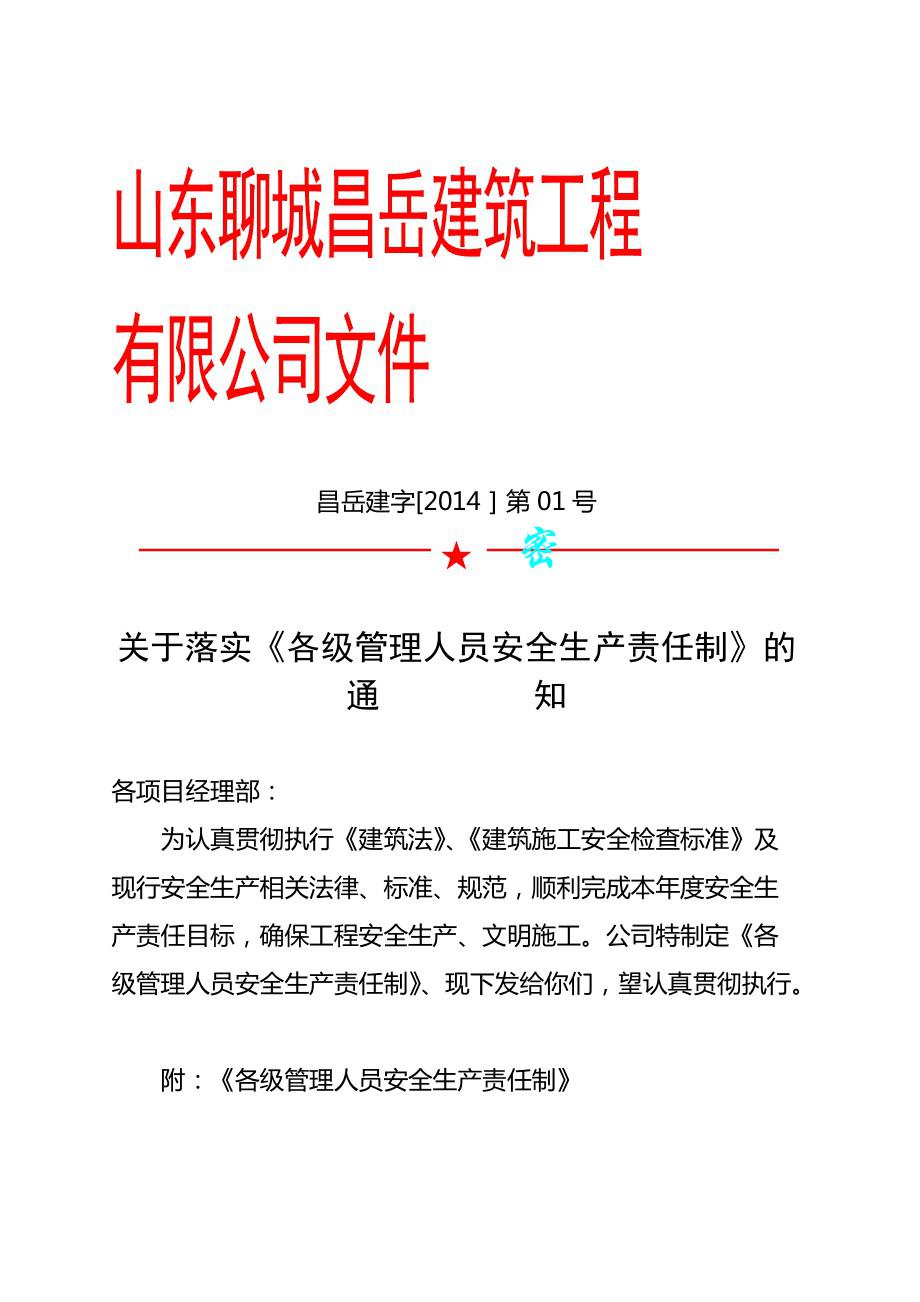 山东聊城昌岳建筑工程
有限公司文件
昌岳建字[2014］第 01 号
密
关于落实《各级管理人员安全生产责任制》的
通 知
各项目经理部：
为认真贯彻执行《建筑法》、《建筑施工安全检查标准》及
现行安全生产相关法律、标准、规范，顺利完成本年度安全生
产责任目标，确保工程安全生产、文明施工。公司特制定《各
级管理人员安全生产责任制》、现下发给你们，望认真贯彻执行。
附：《各级管理人员安全生产责任制》